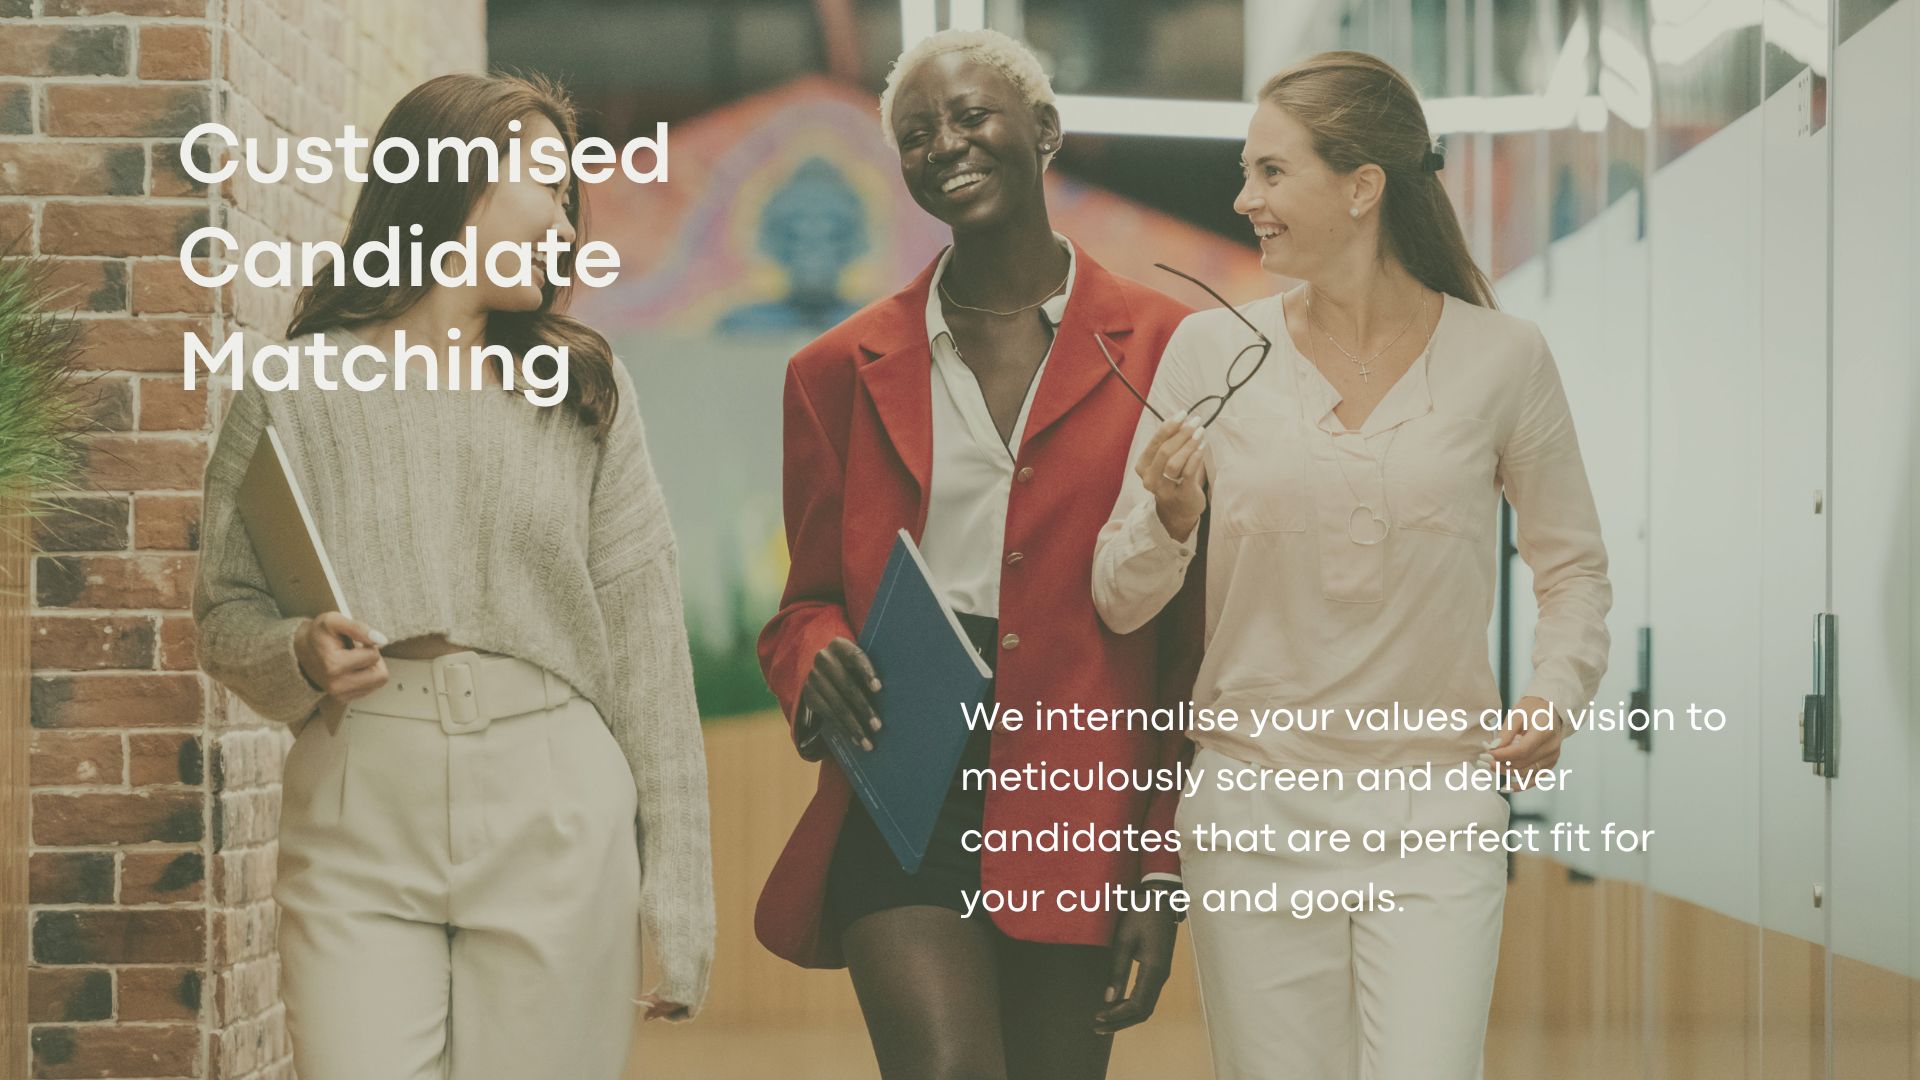 Customised
Candidate
Matching
We internalise your values and vision to
meticulously screen and deliver
candidates that are a perfect fit for
your culture and goals.